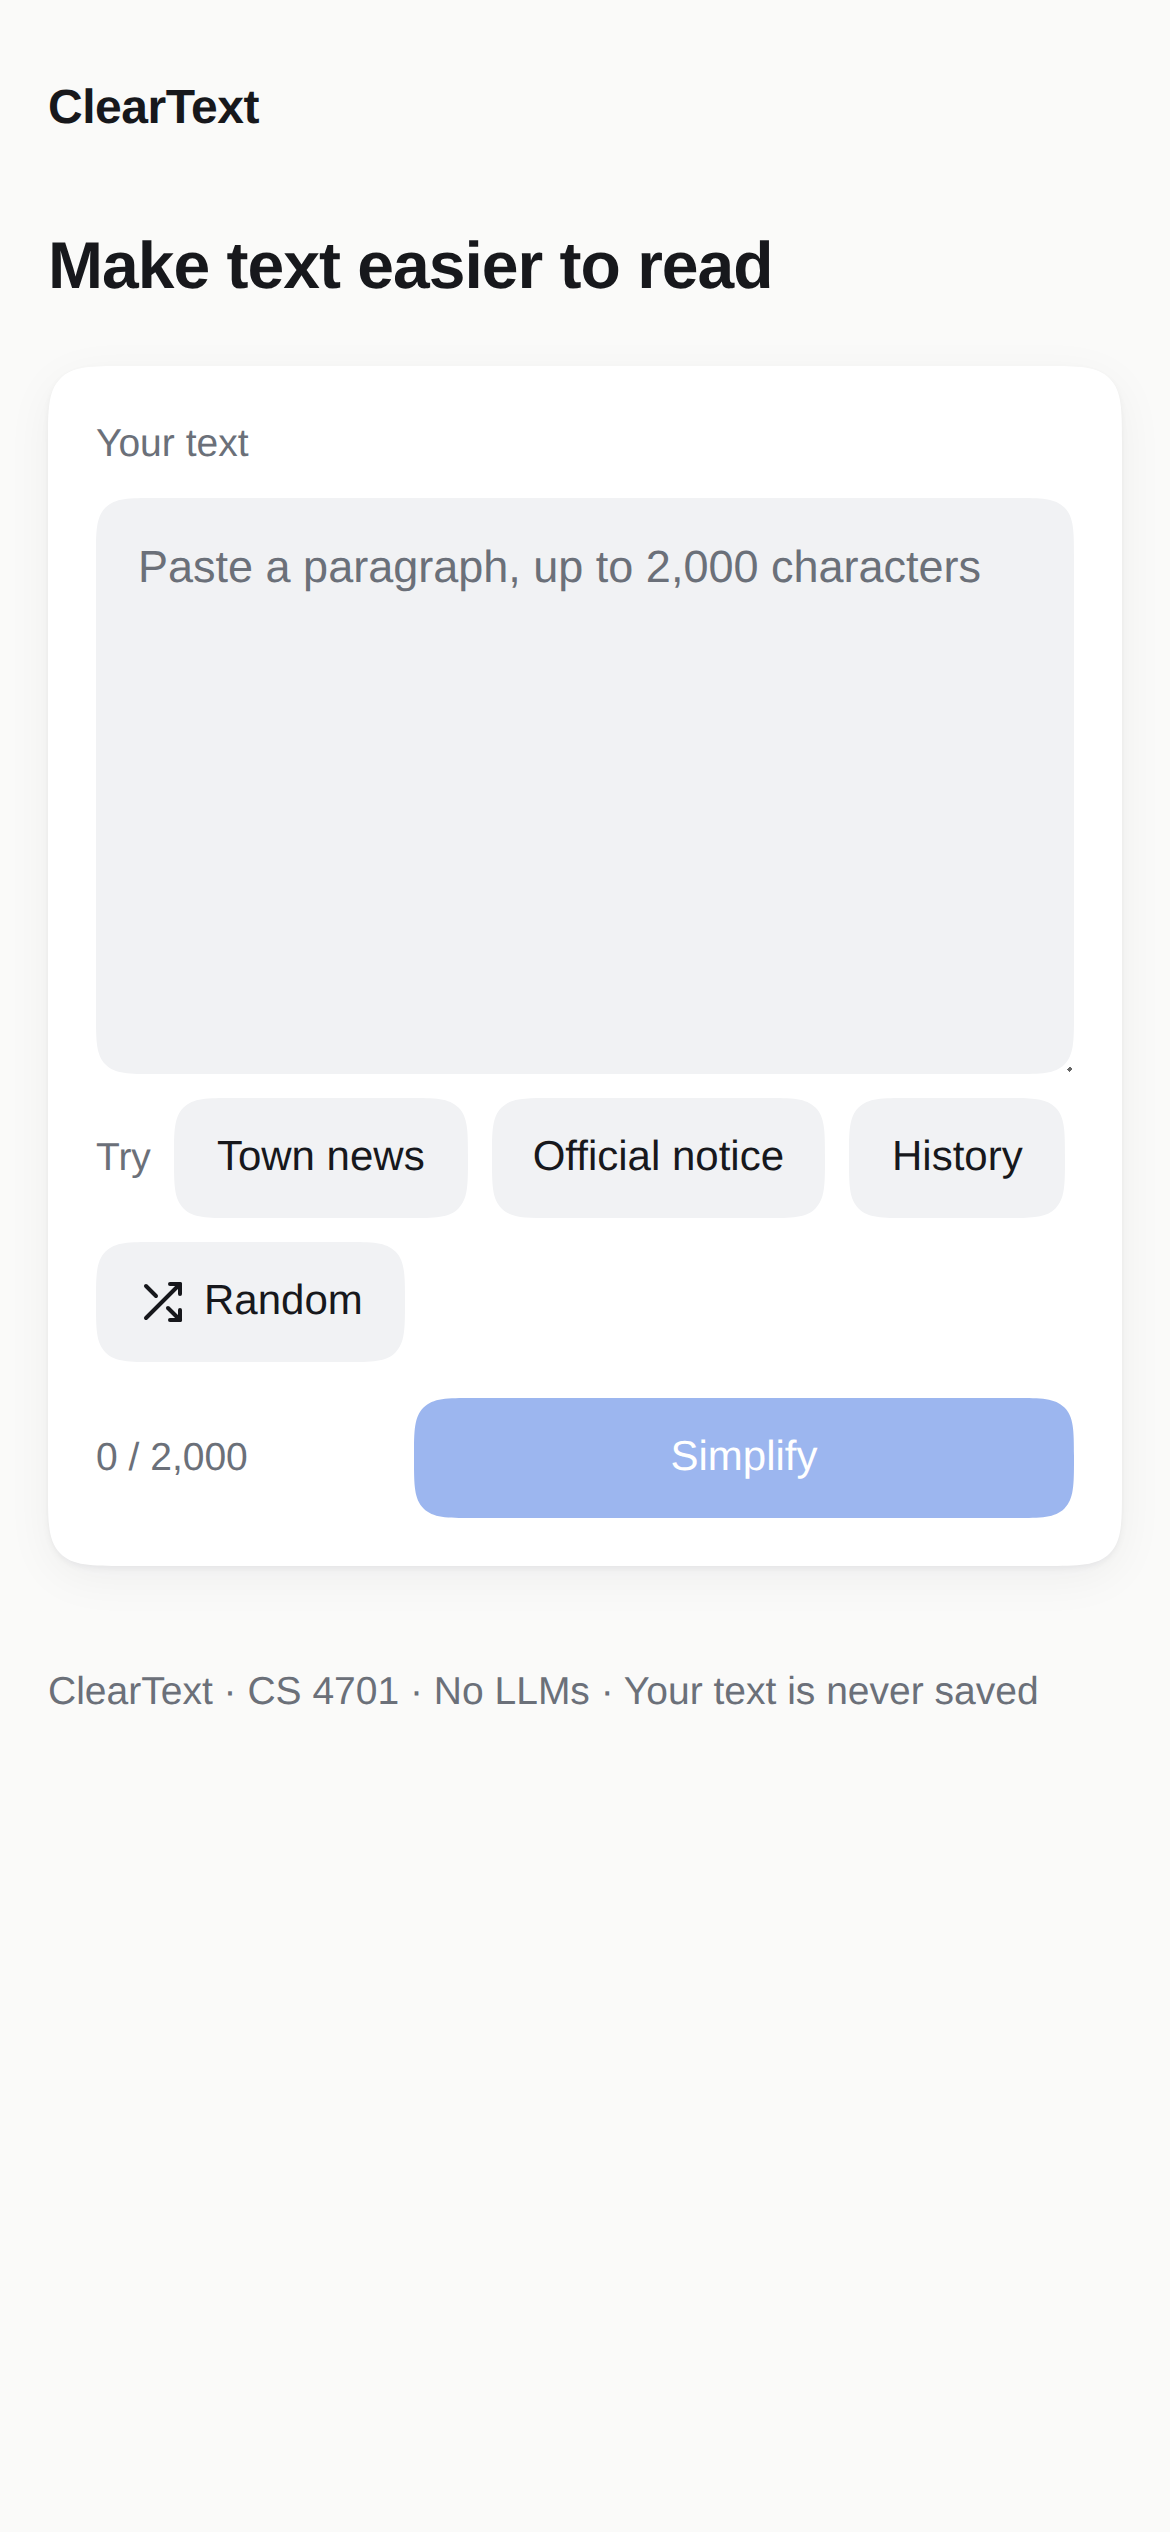 ClearText
Make text easier to read
Your text
Paste a paragraph, up to 2,000 characters
Try Town news Official notice History
Random
0 / 2,000 Simplify
ClearText · CS 4701 · No LLMs · Your text is never saved